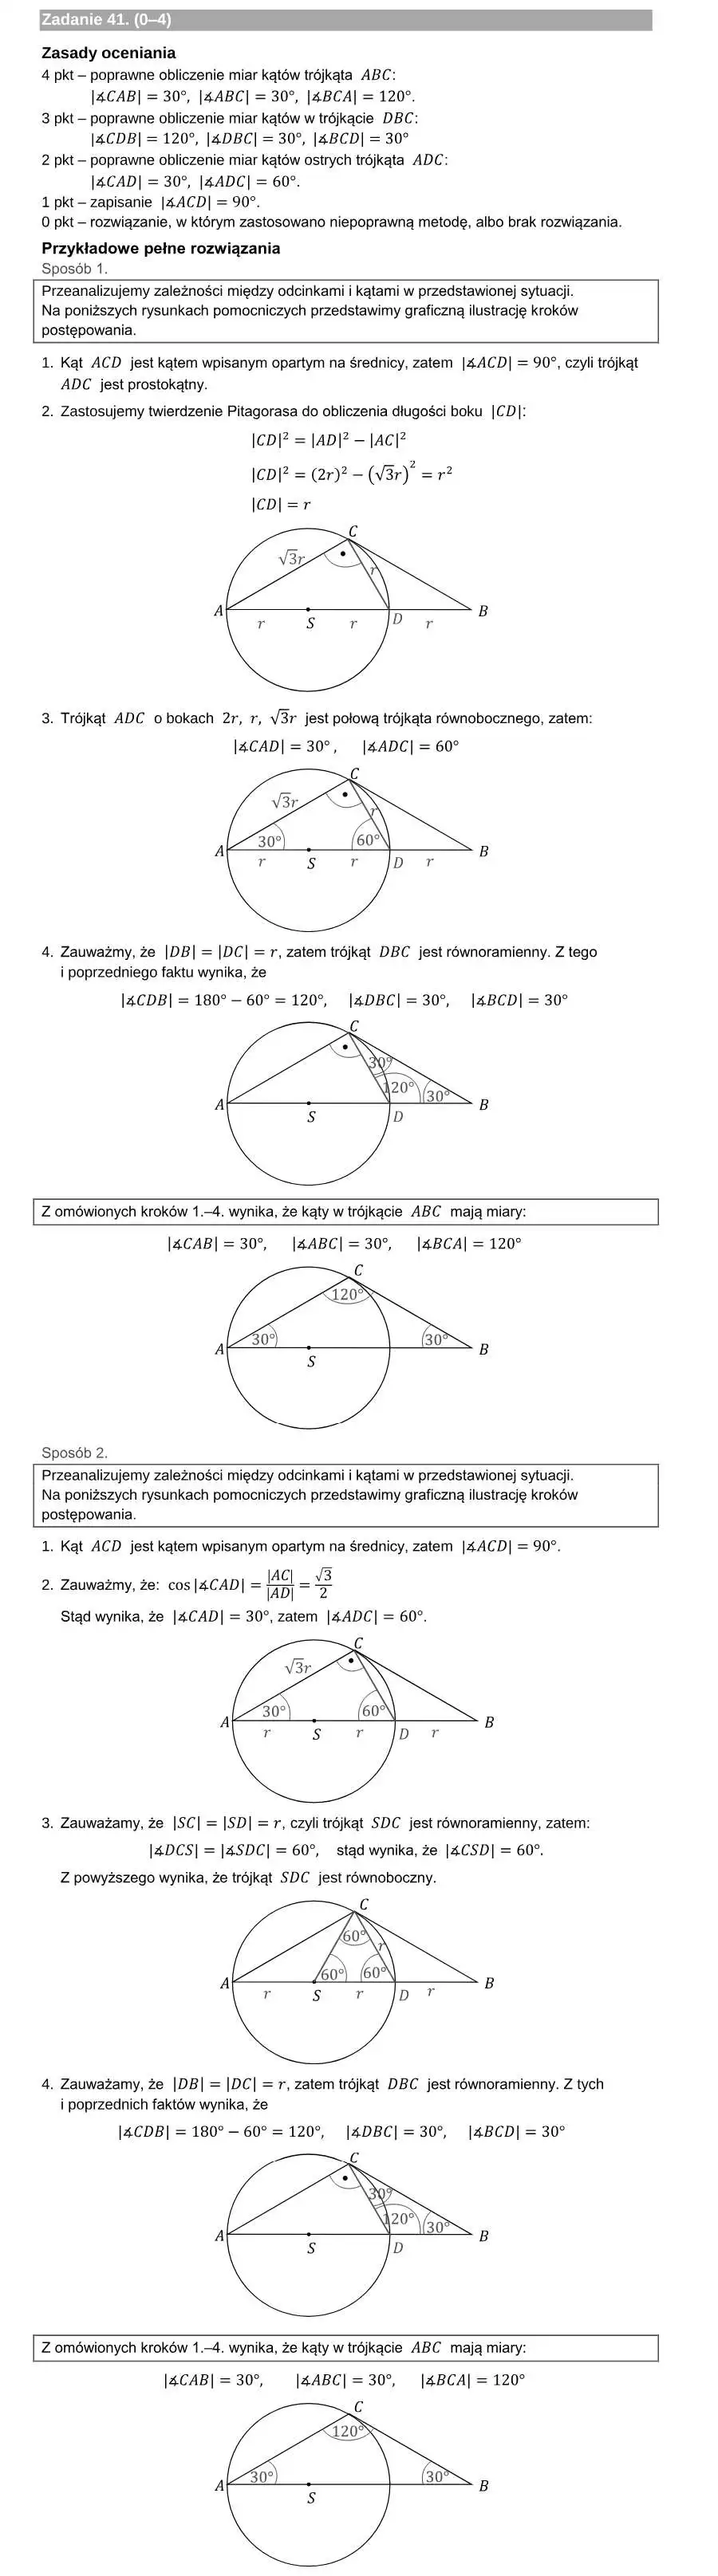 Zadanie 41. (0–4)
Zasady oceniania
4 pkt – poprawne obliczenie miar kątów trójkąta ABC:
|∡CAB| = 30°, |∡ABC| = 30°, |∡BCA| = 120°.
3 pkt – poprawne obliczenie miar kątów w trójkącie DBC:
|∡CDB| = 120°, |∡DBC| = 30°, |∡BCD| = 30°
2 pkt – poprawne obliczenie miar kątów ostrych trójkąta ADC:
|∡CAD| = 30°, |∡ADC| = 60°.
1 pkt – zapisanie |∡ACD| = 90°.
0 pkt – rozwiązanie, w którym zastosowano niepoprawną metodę, albo brak rozwiązania.
Przykładowe pełne rozwiązania
Sposób 1.
Przeanalizujemy zależności między odcinkami i kątami w przedstawionej sytuacji.
Na poniższych rysunkach pomocniczych przedstawimy graficzną ilustrację kroków
postępowania.
1. Kąt ACD jest kątem wpisanym opartym na średnicy, zatem |∡ACD| = 90°, czyli trójkąt
ADC jest prostokątny.
2. Zastosujemy twierdzenie Pitagorasa do obliczenia długości boku |CD|:
|CD|² = |AD|² − |AC|²
|CD|² = (2r)² − (√3r)² = r²
|CD| = r
C
√3r
r
A
r
S
r
D
r
B
3. Trójkąt ADC o bokach 2r, r, √3r jest połową trójkąta równobocznego, zatem:
|∡CAD| = 30°, |∡ADC| = 60°
C
√3r
r
30°
60°
A
r
S
r
D
r
B
4. Zauważmy, że |DB| = |DC| = r, zatem trójkąt DBC jest równoramienny. Z tego
i poprzedniego faktu wynika, że
|∡CDB| = 180° − 60° = 120°, |∡DBC| = 30°, |∡BCD| = 30°
C
30°
120°
30°
A
S
D
B
Z omówionych kroków 1.–4. wynika, że kąty w trójkącie ABC mają miary:
|∡CAB| = 30°, |∡ABC| = 30°, |∡BCA| = 120°
C
120°
30°
30°
A
S
B
Sposób 2.
Przeanalizujemy zależności między odcinkami i kątami w przedstawionej sytuacji.
Na poniższych rysunkach pomocniczych przedstawimy graficzną ilustrację kroków
postępowania.
1. Kąt ACD jest kątem wpisanym opartym na średnicy, zatem |∡ACD| = 90°.
2. Zauważmy, że: cos |∡CAD| = |AC|/|AD| = √3/2
Stąd wynika, że |∡CAD| = 30°, zatem |∡ADC| = 60°.
C
√3r
30°
60°
A
r
S
r
D
r
B
3. Zauważamy, że |SC| = |SD| = r, czyli trójkąt SDC jest równoramienny, zatem:
|∡DCS| = |∡SDC| = 60°, stąd wynika, że |∡CSD| = 60°.
Z powyższego wynika, że trójkąt SDC jest równoboczny.
C
60°
r
60°
60°
A
r
S
r
D
r
B
4. Zauważamy, że |DB| = |DC| = r, zatem trójkąt DBC jest równoramienny. Z tych
i poprzednich faktów wynika, że
|∡CDB| = 180° − 60° = 120°, |∡DBC| = 30°, |∡BCD| = 30°
C
30°
120°
30°
A
S
D
B
Z omówionych kroków 1.–4. wynika, że kąty w trójkącie ABC mają miary:
|∡CAB| = 30°, |∡ABC| = 30°, |∡BCA| = 120°
C
120°
30°
30°
A
S
B